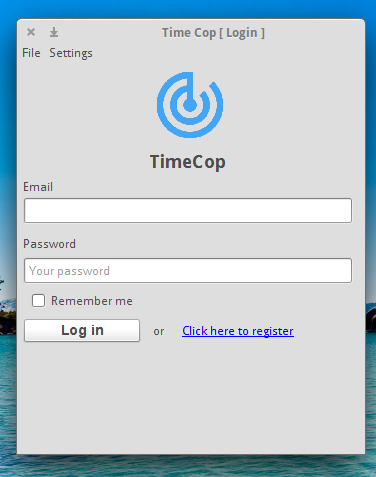 Time Cop [ Login ]
File Settings
TimeCop
Email
Password
Your password
Remember me
Log in or Click here to register